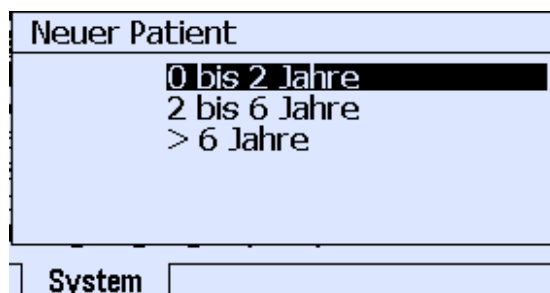 Neuer Patient
0 bis 2 Jahre
2 bis 6 Jahre
> 6 Jahre
System